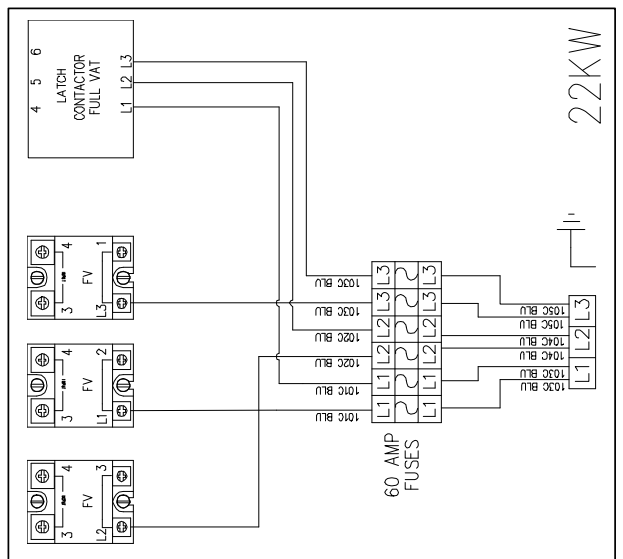 6
5
4
LATCH
CONTACTOR
FULL VAT
L3
L2
L1
22KW
4
3
FV
1
L3
4
3
FV
2
L1
4
3
FV
3
L2
103C BLU
103C BLU
102C BLU
102C BLU
101C BLU
101C BLU
L3
L3
L3
L3
L2
L2
L2
L2
L1
L1
L1
L1
60 AMP
FUSES
105C BLU
105C BLU
104C BLU
104C BLU
103C BLU
103C BLU
L3
L2
L1